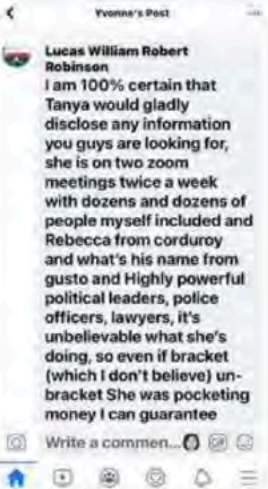 Yvonne's Post
Lucas William Robert
Robinson
I am 100% certain that
Tanya would gladly
disclose any information
you guys are looking for,
she is on two zoom
meetings twice a week
with dozens and dozens of
people myself included and
Rebecca from corduroy
and what's his name from
gusto and Highly powerful
political leaders, police
officers, lawyers, it's
unbelievable what she's
doing, so even if bracket
(which I don't believe) un-
bracket She was pocketing
money I can guarantee
Write a commen...
GIF